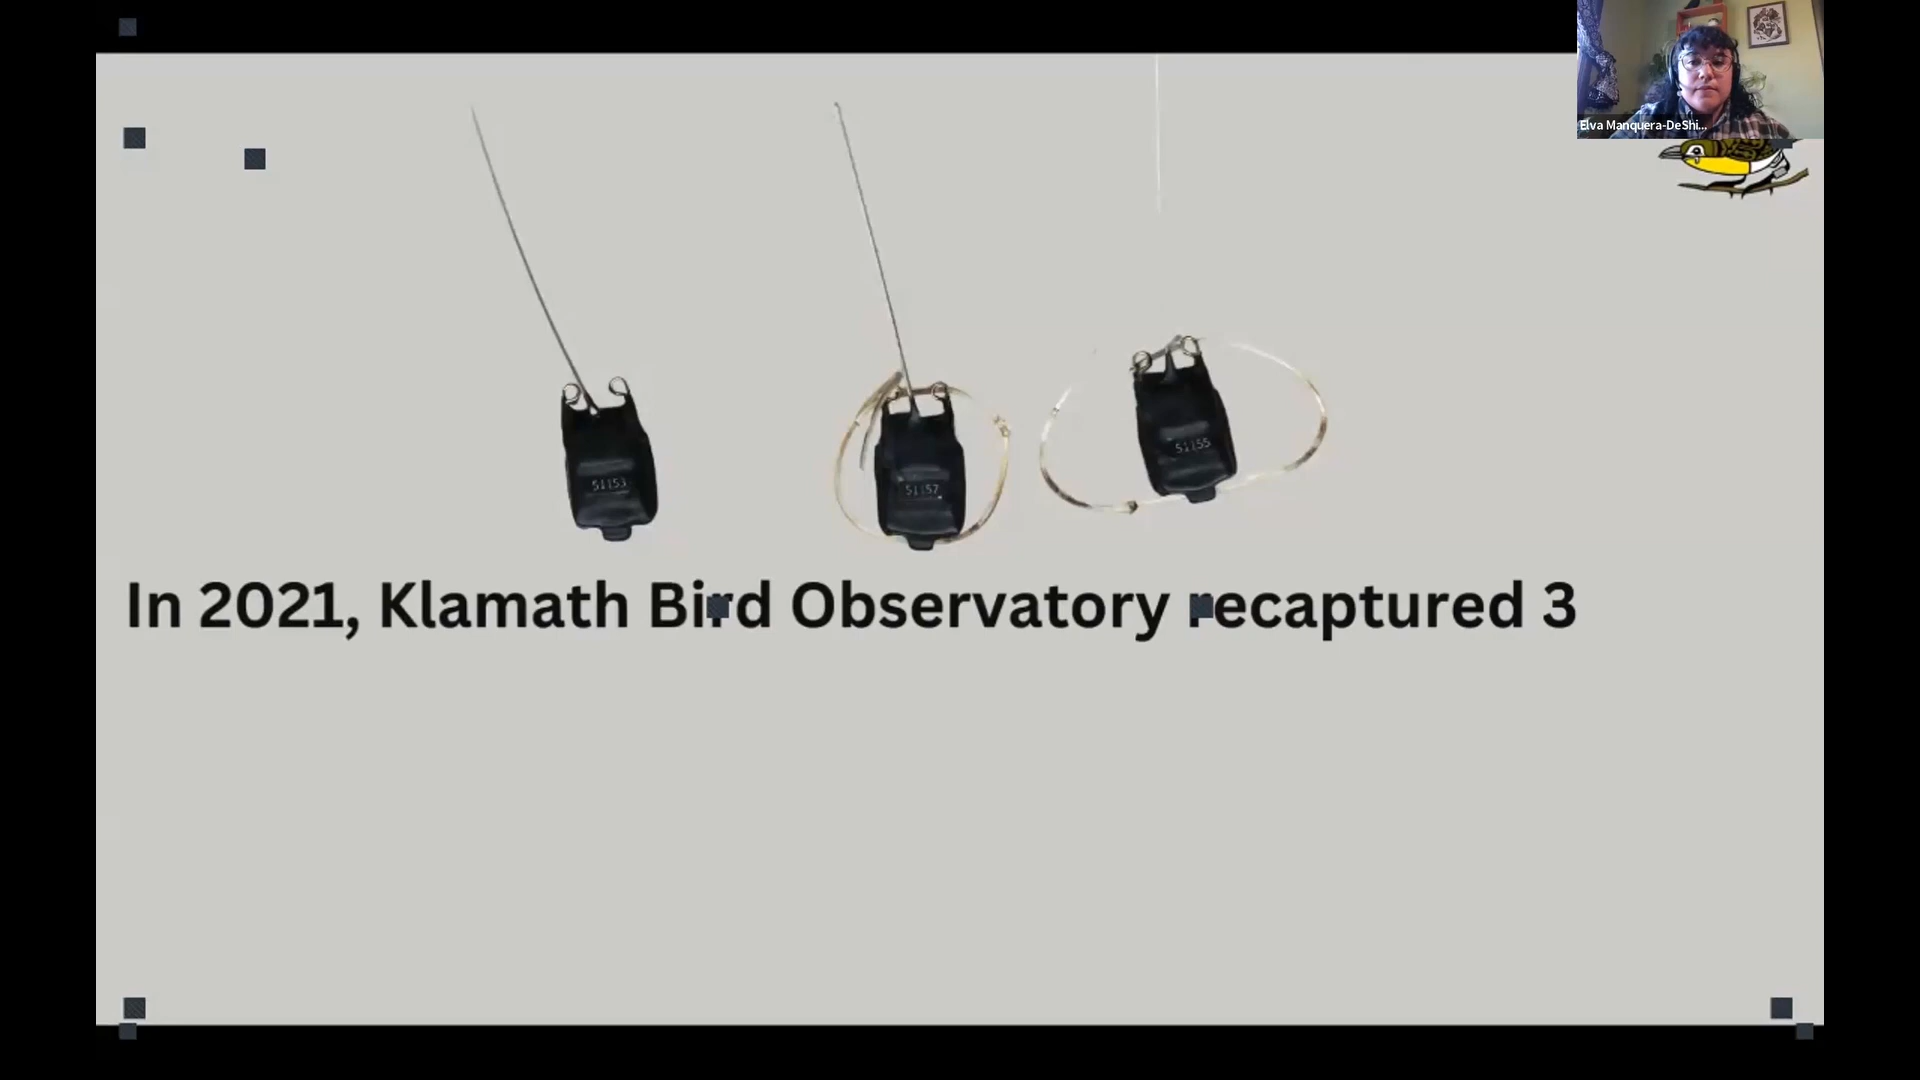 Elva Manquera-DeShi...
51153
51157
51155
In 2021, Klamath Bird Observatory recaptured 3